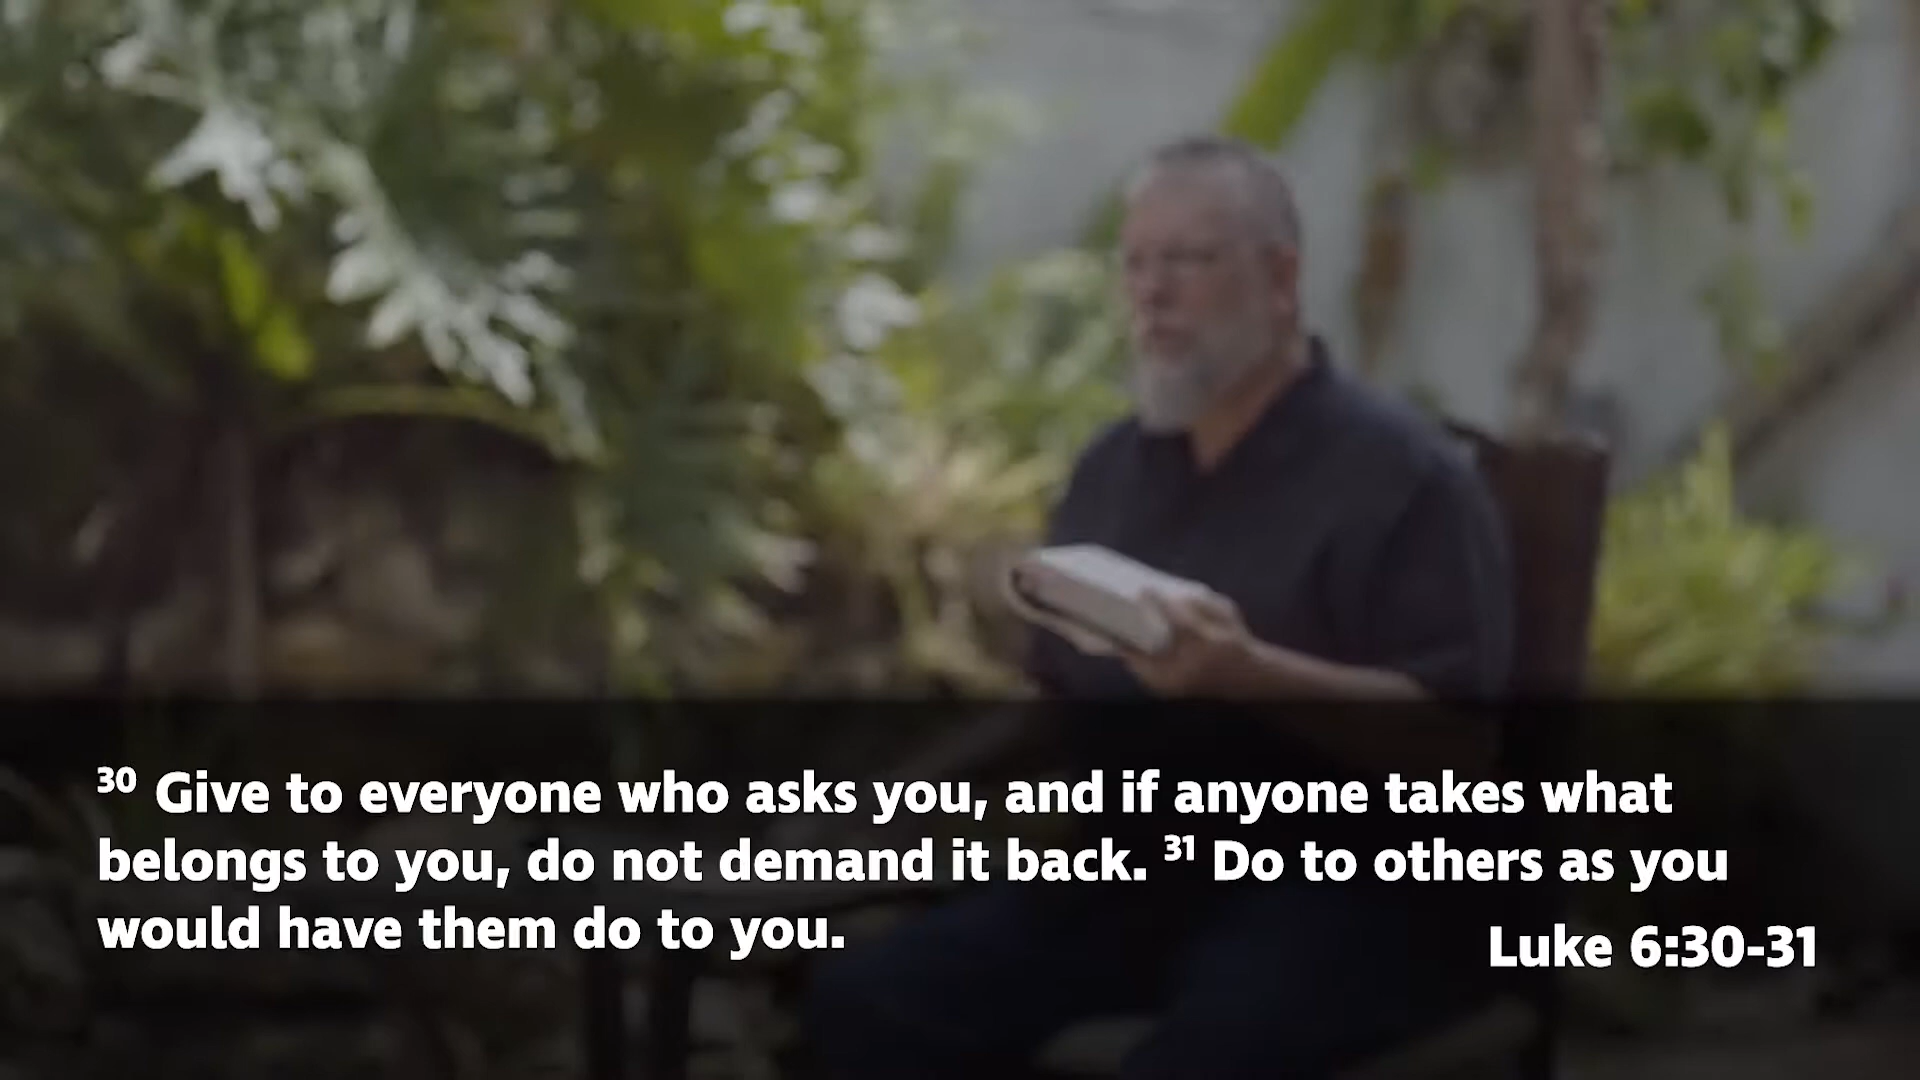 30 Give to everyone who asks you, and if anyone takes what
belongs to you, do not demand it back. 31 Do to others as you
would have them do to you.
Luke 6:30-31